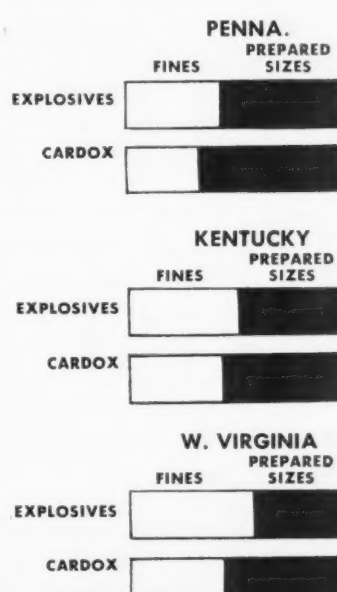 PENNA.
FINES PREPARED SIZES
EXPLOSIVES
CARDOX
KENTUCKY
FINES PREPARED SIZES
EXPLOSIVES
CARDOX
W. VIRGINIA
FINES PREPARED SIZES
EXPLOSIVES
CARDOX